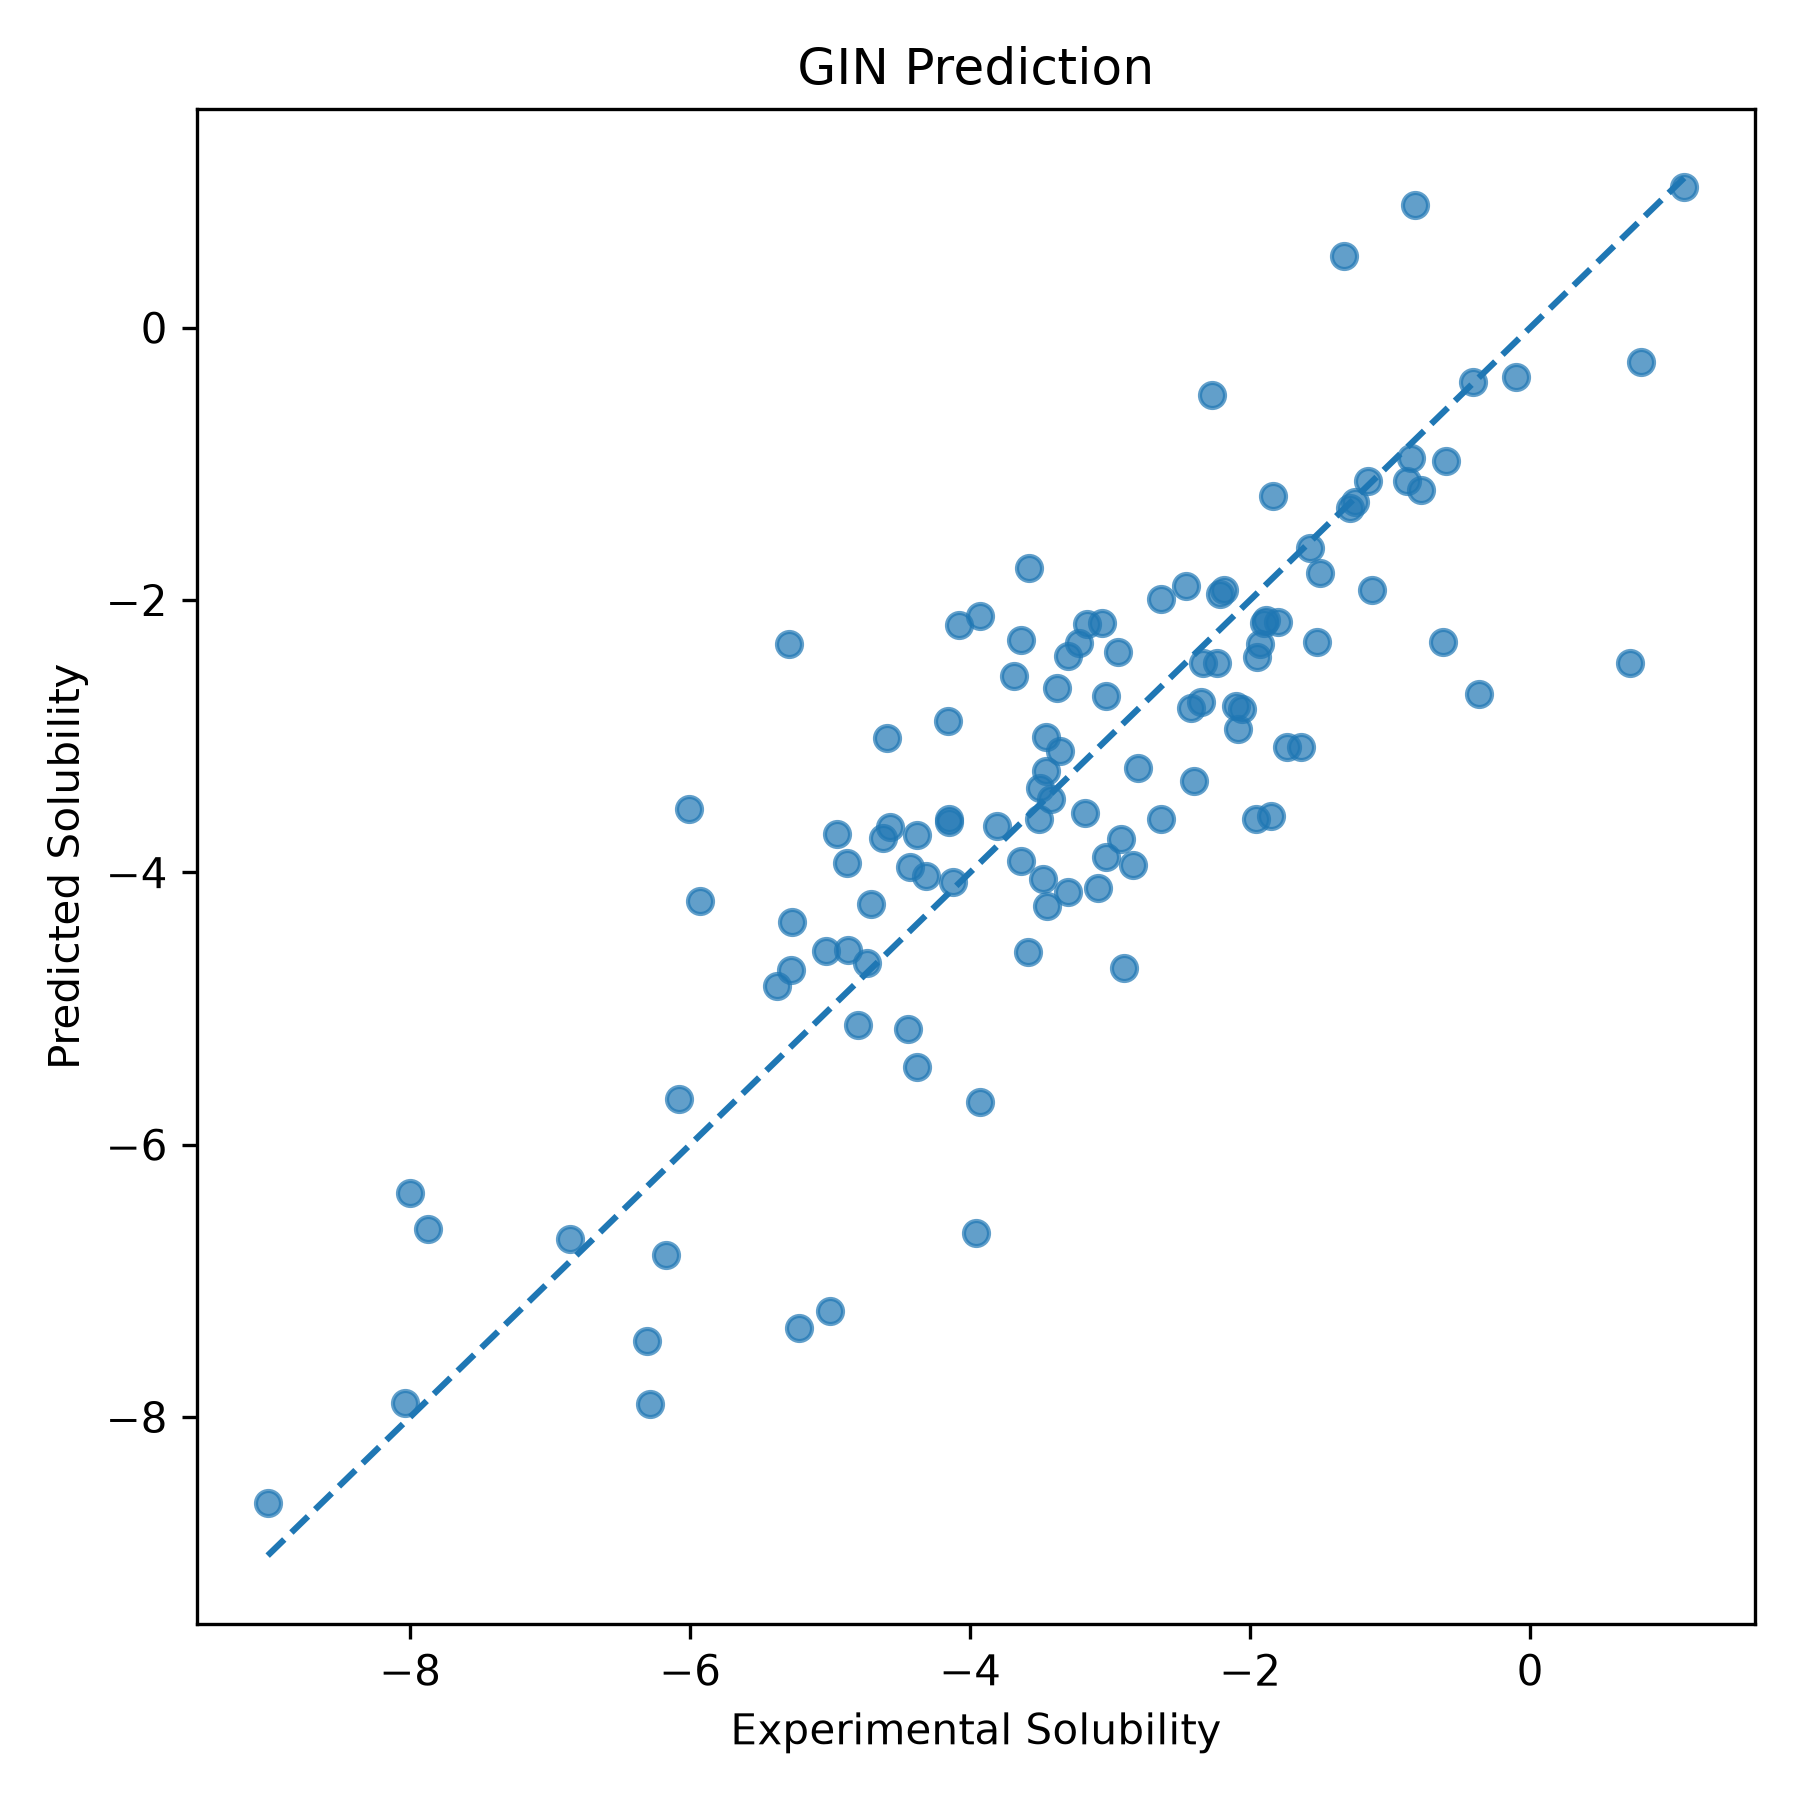 GIN Prediction
Predicted Solubility
0
−2
−4
−6
−8
−8 −6 −4 −2 0
Experimental Solubility